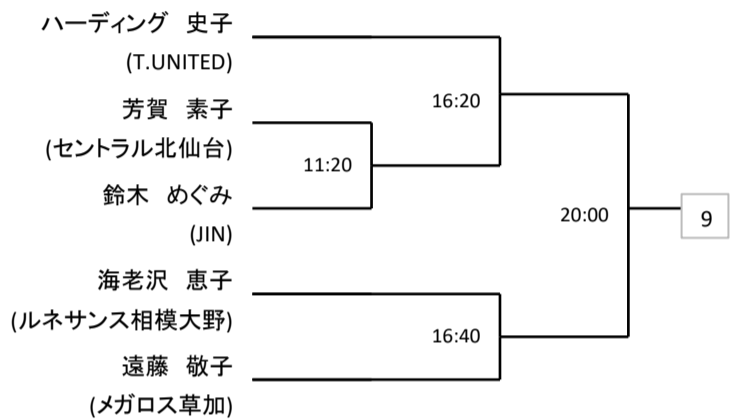 ハーディング　史子
(T.UNITED)
芳賀　素子
(セントラル北仙台)
鈴木　めぐみ
(JIN)
海老沢　恵子
(ルネサンス相模大野)
遠藤　敬子
(メガロス草加)
11:20
16:20
16:40
20:00
9